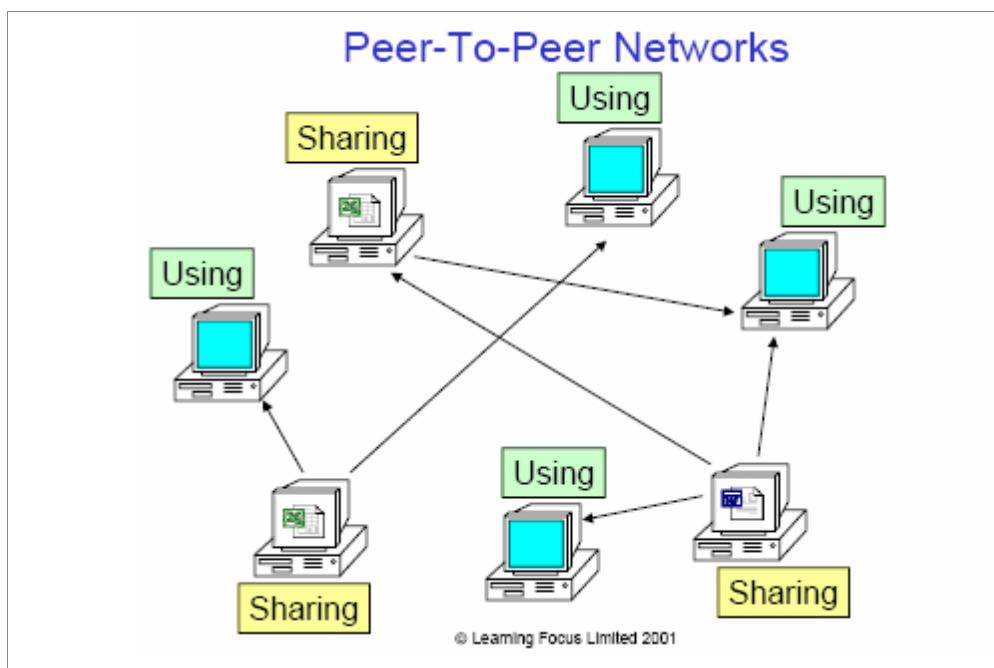 Peer-To-Peer Networks
Using
Sharing
Using
Using
Using
Sharing
Sharing
© Learning Focus Limited 2001